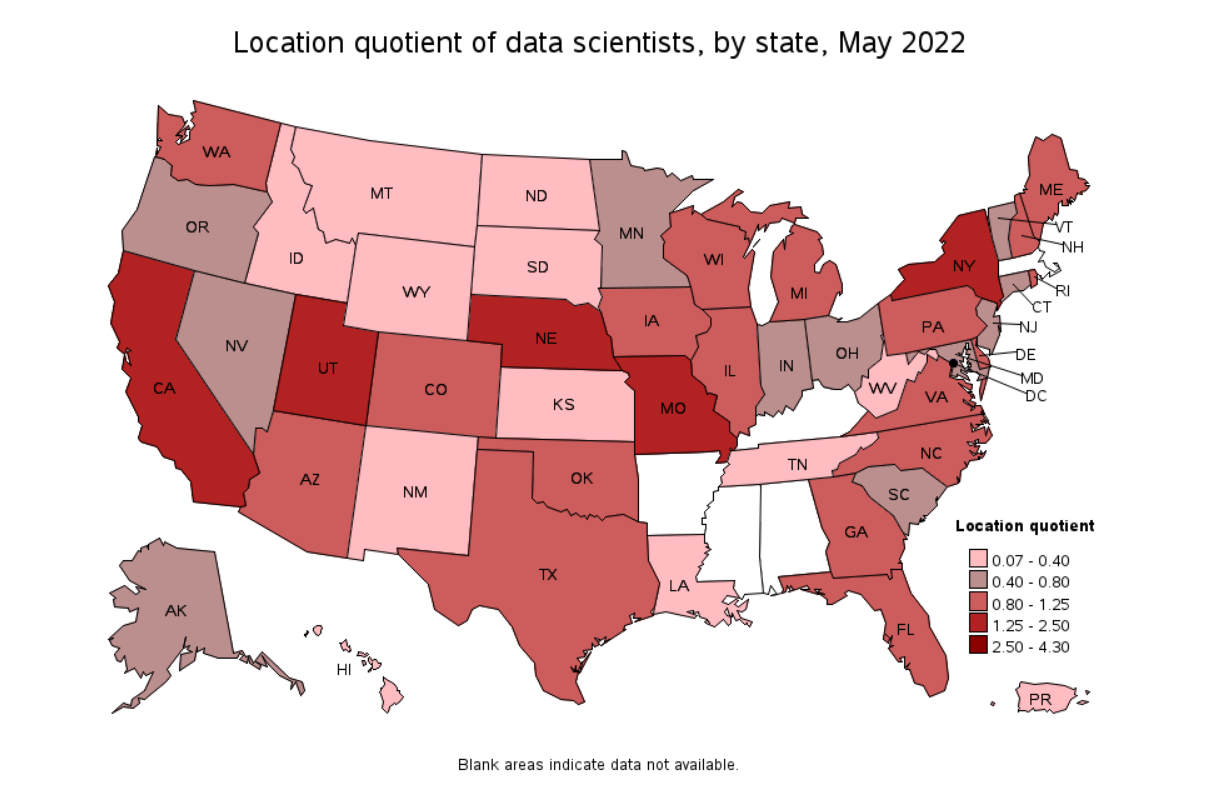 Location quotient of data scientists, by state, May 2022
WA
MT
ND
OR
MN
ID
SD
WY
WI
MI
NY
ME
VT
NH
RI
CT
NJ
DE
MD
DC
NV
UT
NE
IA
IL
IN
OH
PA
CA
CO
KS
MO
WV
VA
AZ
NM
OK
TN
NC
SC
TX
LA
GA
FL
AK
HI
PR
Location quotient
0.07 - 0.40
0.40 - 0.80
0.80 - 1.25
1.25 - 2.50
2.50 - 4.30
Blank areas indicate data not available.